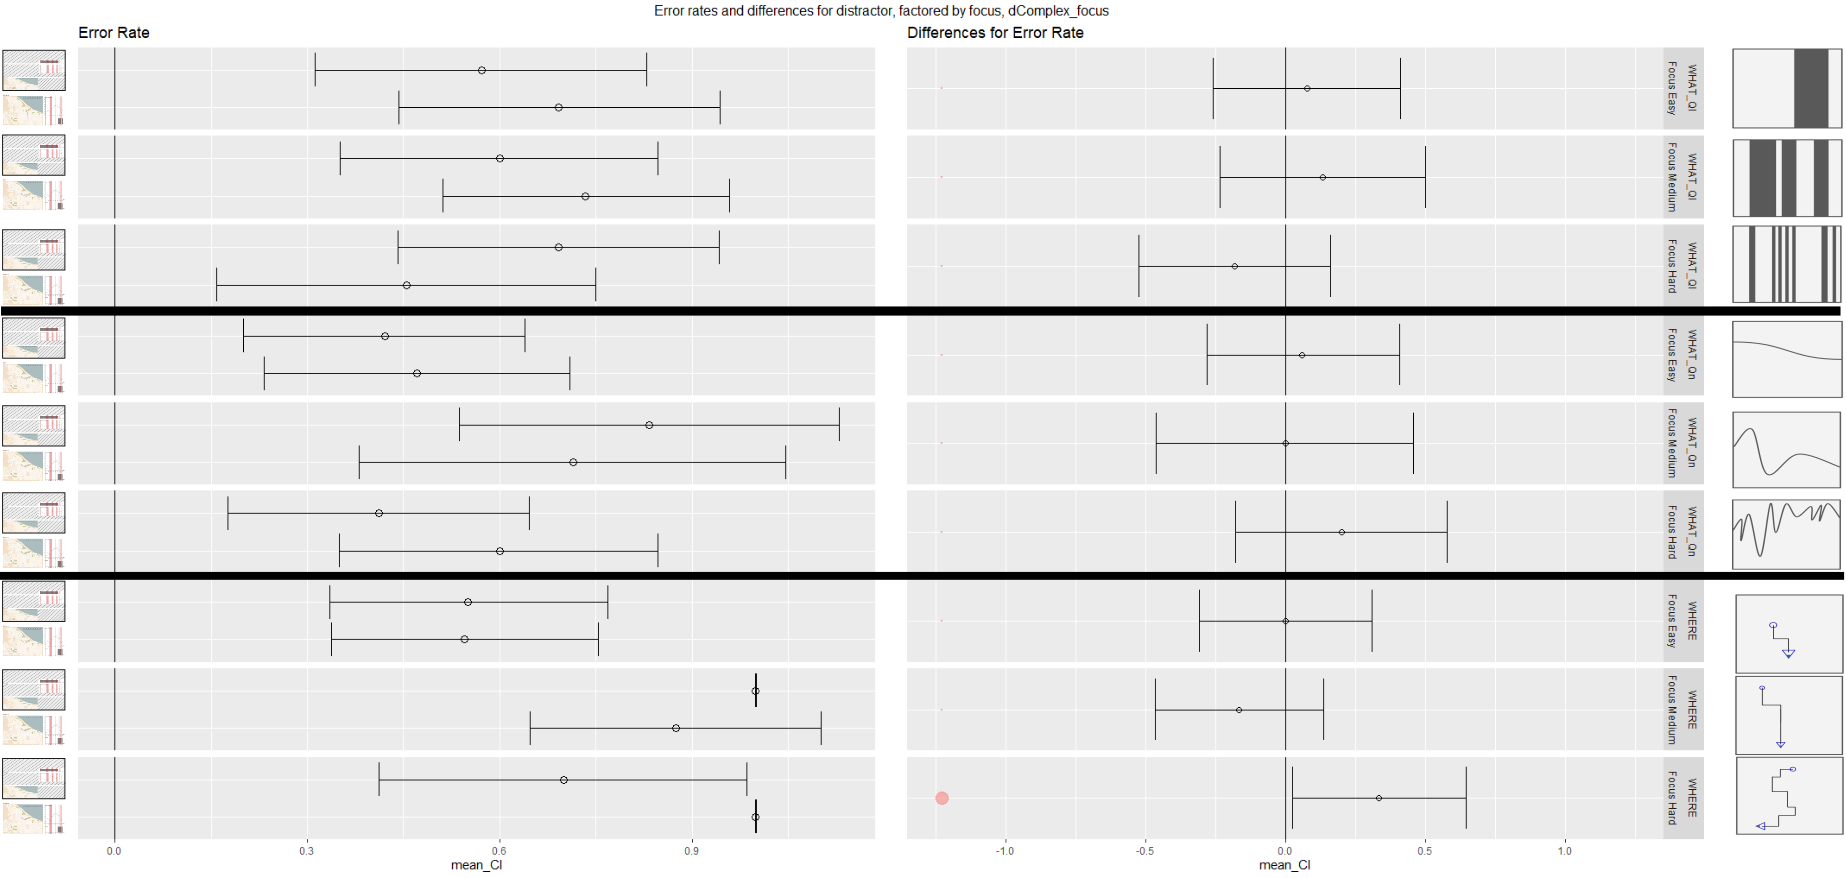 Error rates and differences for distractor, factored by focus, dComplex_focus
Error Rate
Differences for Error Rate
WHAT_Ql
Focus Easy
WHAT_Ql
Focus Medium
WHAT_Ql
Focus Hard
WHAT_Qn
Focus Easy
WHAT_Qn
Focus Medium
WHAT_Qn
Focus Hard
WHERE
Focus Easy
WHERE
Focus Medium
WHERE
Focus Hard
0.0 0.3 0.6 0.9
mean_CI
-1.0 -0.5 0.0 0.5 1.0
mean_CI